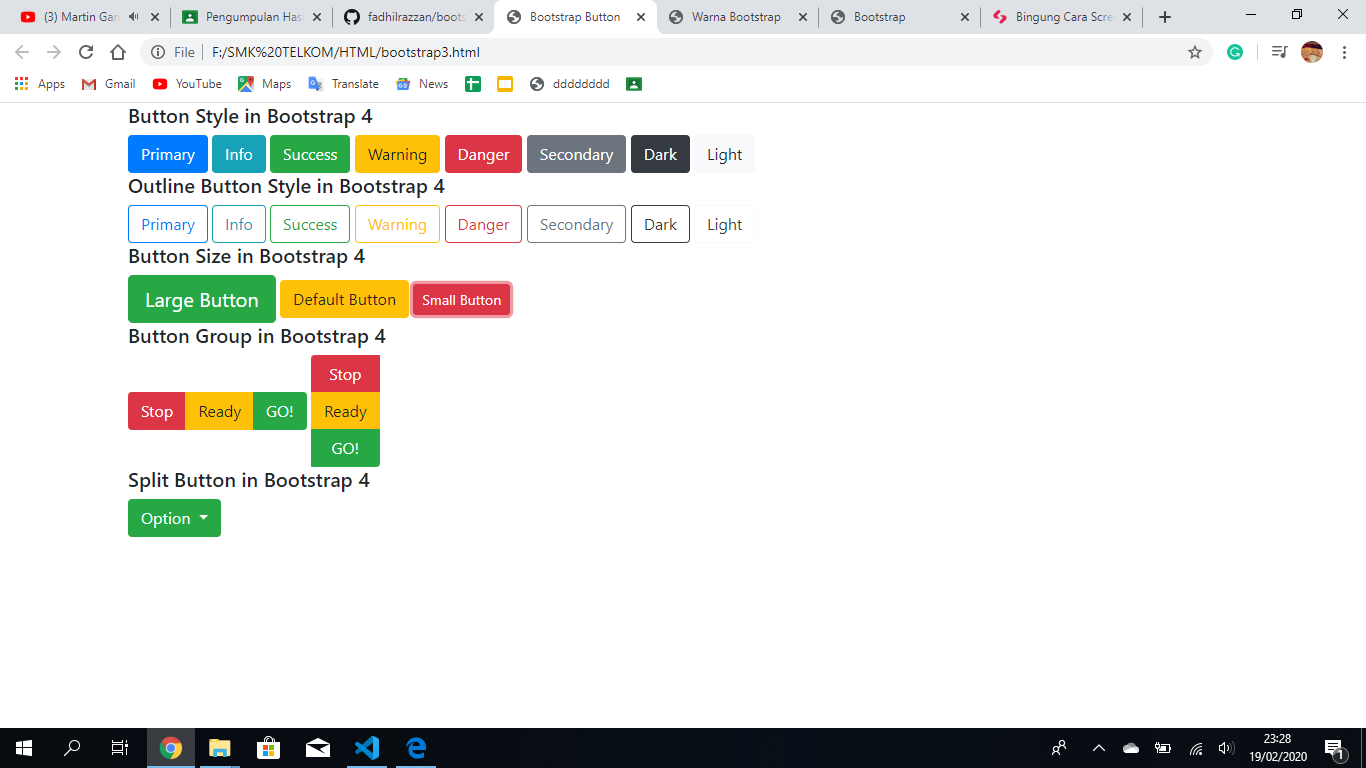 (3) Martin Gar
Pengumpulan Has
fadhilrazzan/boots
Bootstrap Button
Warna Bootstrap
Bootstrap
Bingung Cara Scre
File F:/SMK%20TELKOM/HTML/bootstrap3.html
Apps Gmail YouTube Maps Translate News dddddddd
Button Style in Bootstrap 4
Primary Info Success Warning Danger Secondary Dark Light
Outline Button Style in Bootstrap 4
Primary Info Success Warning Danger Secondary Dark Light
Button Size in Bootstrap 4
Large Button Default Button Small Button
Button Group in Bootstrap 4
Stop Ready GO!
Stop
Ready
GO!
Split Button in Bootstrap 4
Option
23:28
19/02/2020
1